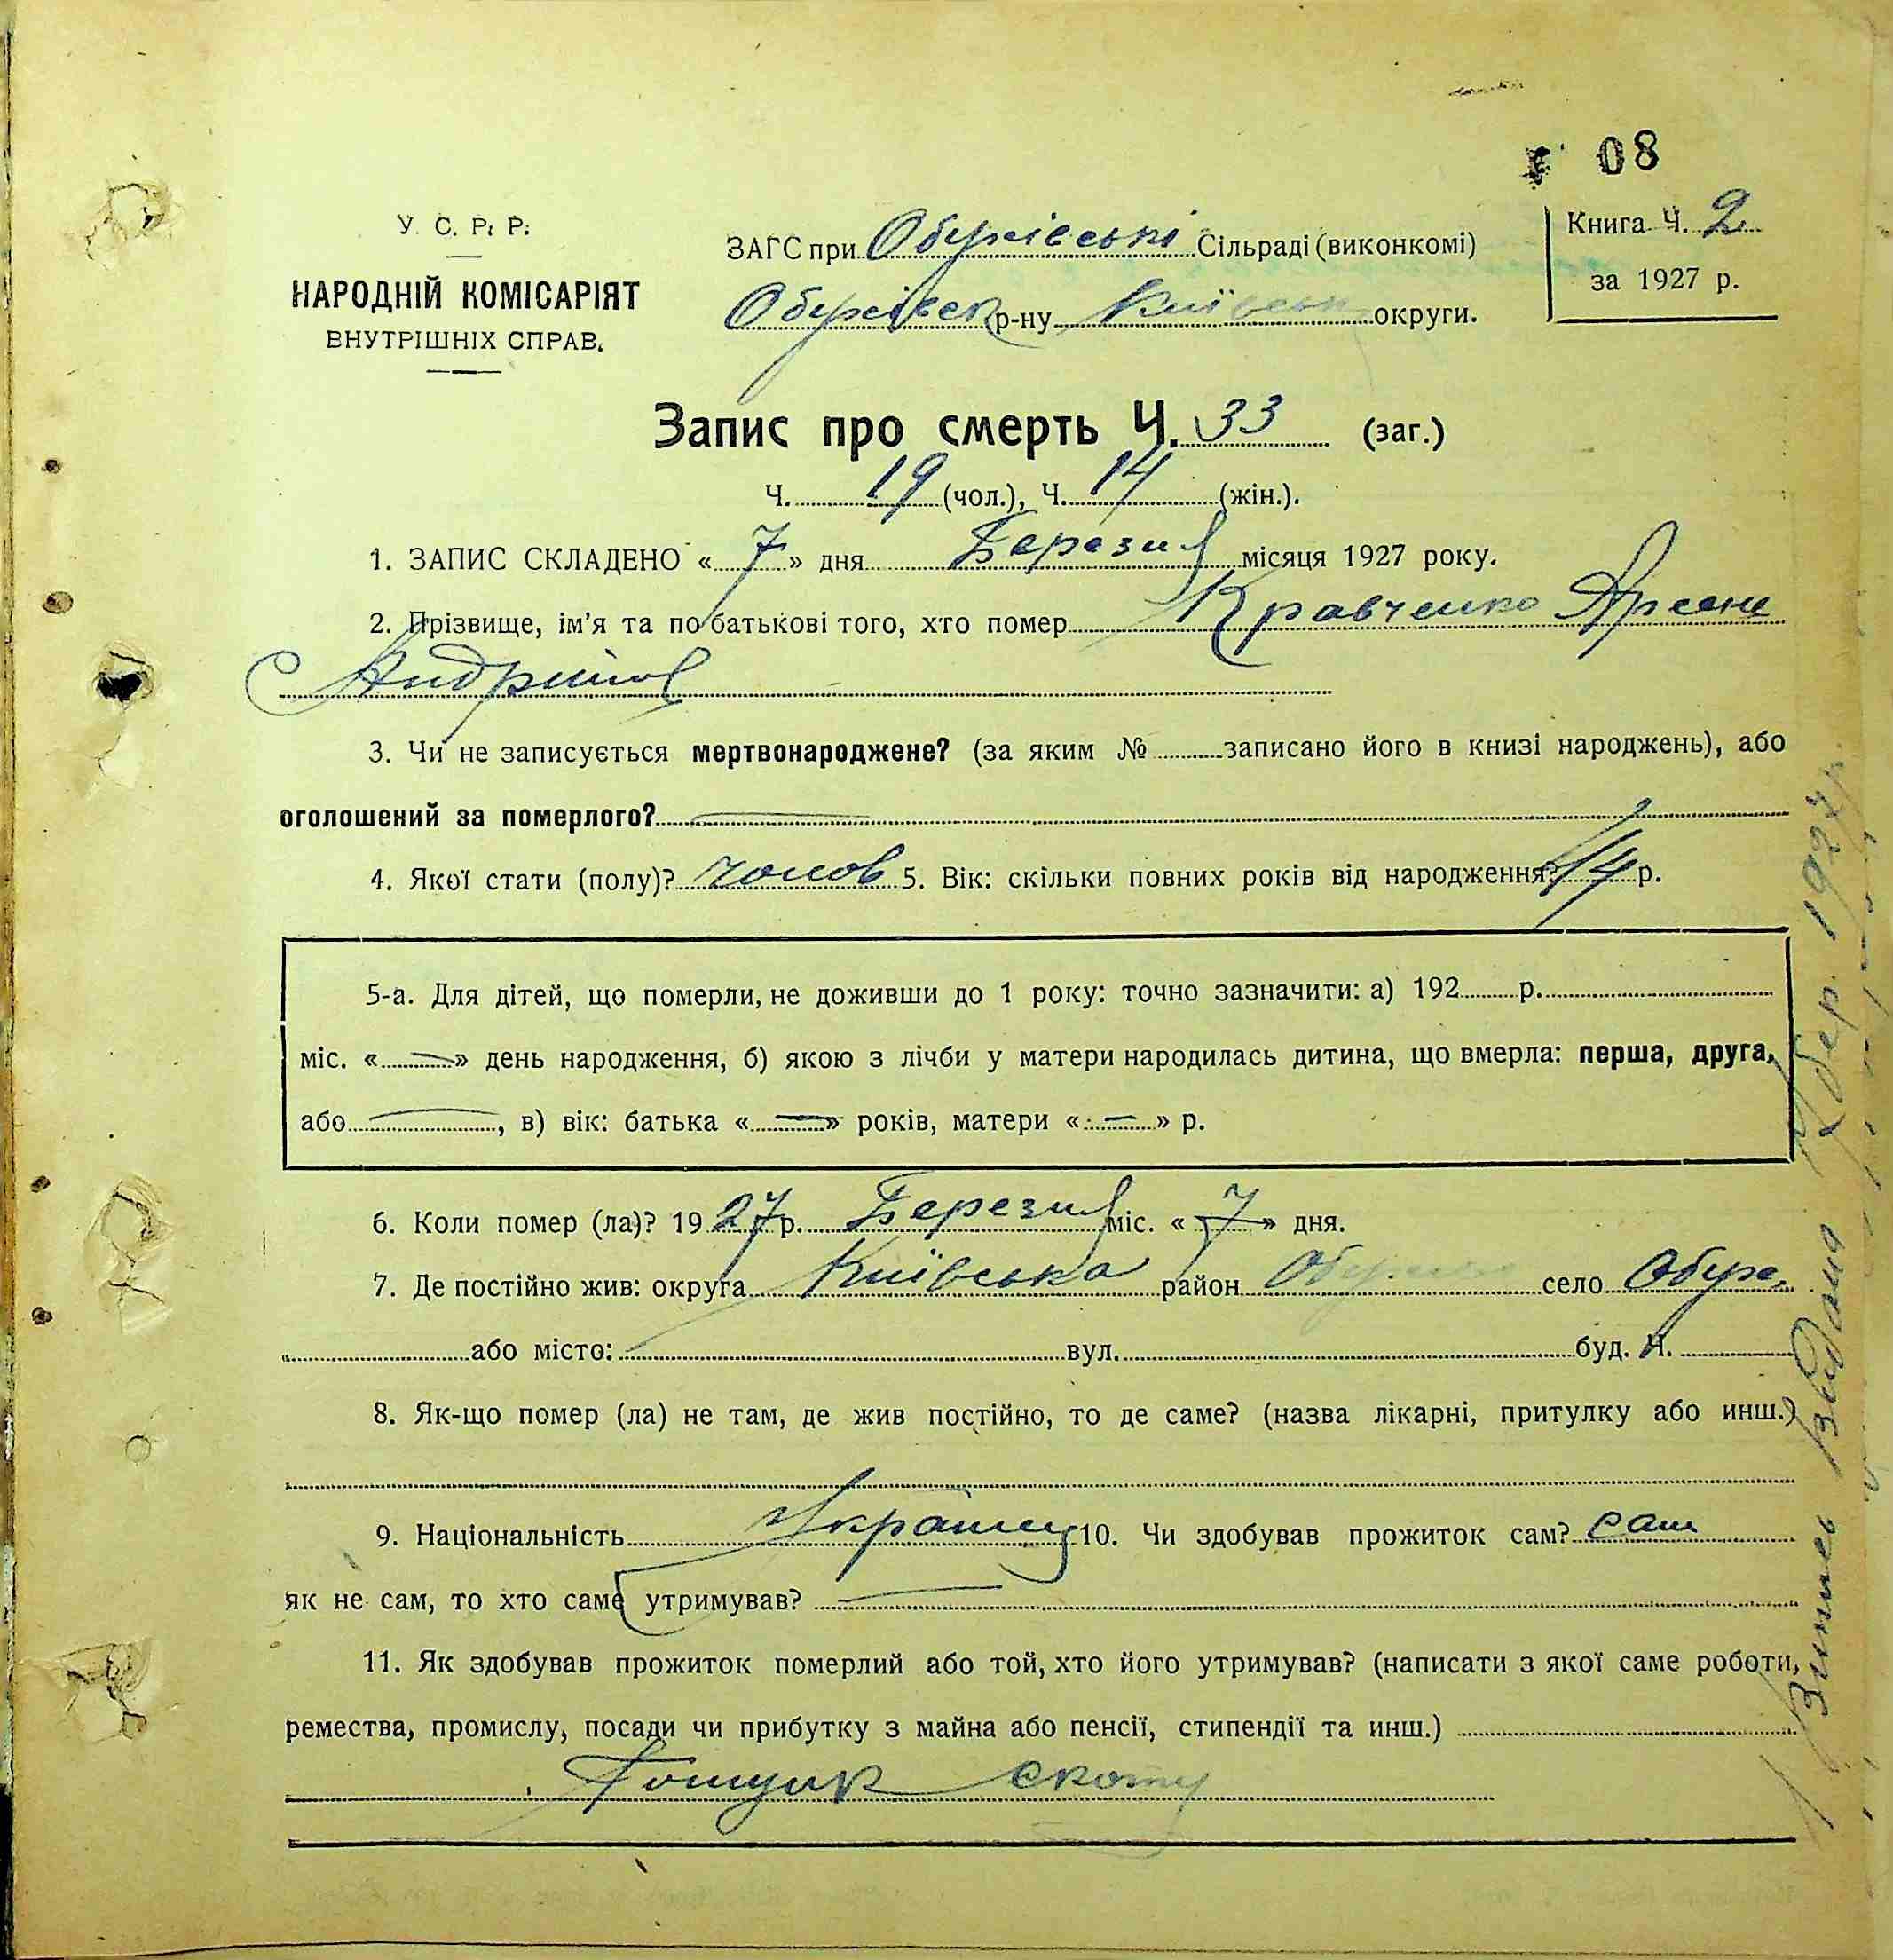 08
У. С. Р. Р.
НАРОДНІЙ КОМІСАРІЯТ
ВНУТРІШНІХ СПРАВ.
ЗАГС при Обухівські Сільраді (виконкомі)
Обухівськ р-ну Київськ округи.
Книга Ч. 2
за 1927 р.
Запис про смерть Ч. 33 (заг.)
Ч. 19 (чол.), Ч. 14 (жін.).
1. ЗАПИС СКЛАДЕНО « 7 » дня Березня місяця 1927 року.
2. Прізвище, ім'я та по батькові того, хто помер Кравченко Арсен
Андрійов
3. Чи не записується мертвонароджене? (за яким № записано його в книзі народжень), або
оголошений за померлого? —
4. Якої стати (полу)? чолов 5. Вік: скільки повних років від народження? 14 р.
5-а. Для дітей, що померли, не доживши до 1 року: точно зазначити: а) 192 р.
міс. « — » день народження, б) якою з лічби у матери народилась дитина, що вмерла: перша, друга,
або — , в) вік: батька « — » років, матери « — » р.
6. Коли помер (ла)? 1927 р. Березня міс. « 7 » дня.
7. Де постійно жив: округа Київська район село Обухо
або місто: вул. буд. Н.
8. Як-що помер (ла) не там, де жив постійно, то де саме? (назва лікарні, притулку або инш.)
9. Національність Українец 10. Чи здобував прожиток сам? сам
як не сам, то хто саме утримував? —
11. Як здобував прожиток померлий або той, хто його утримував? (написати з якої саме роботи,
ремества, промислу, посади чи прибутку з майна або пенсії, стипендії та инш.)
скоту
Випись видана 7 бер. 1927 р.